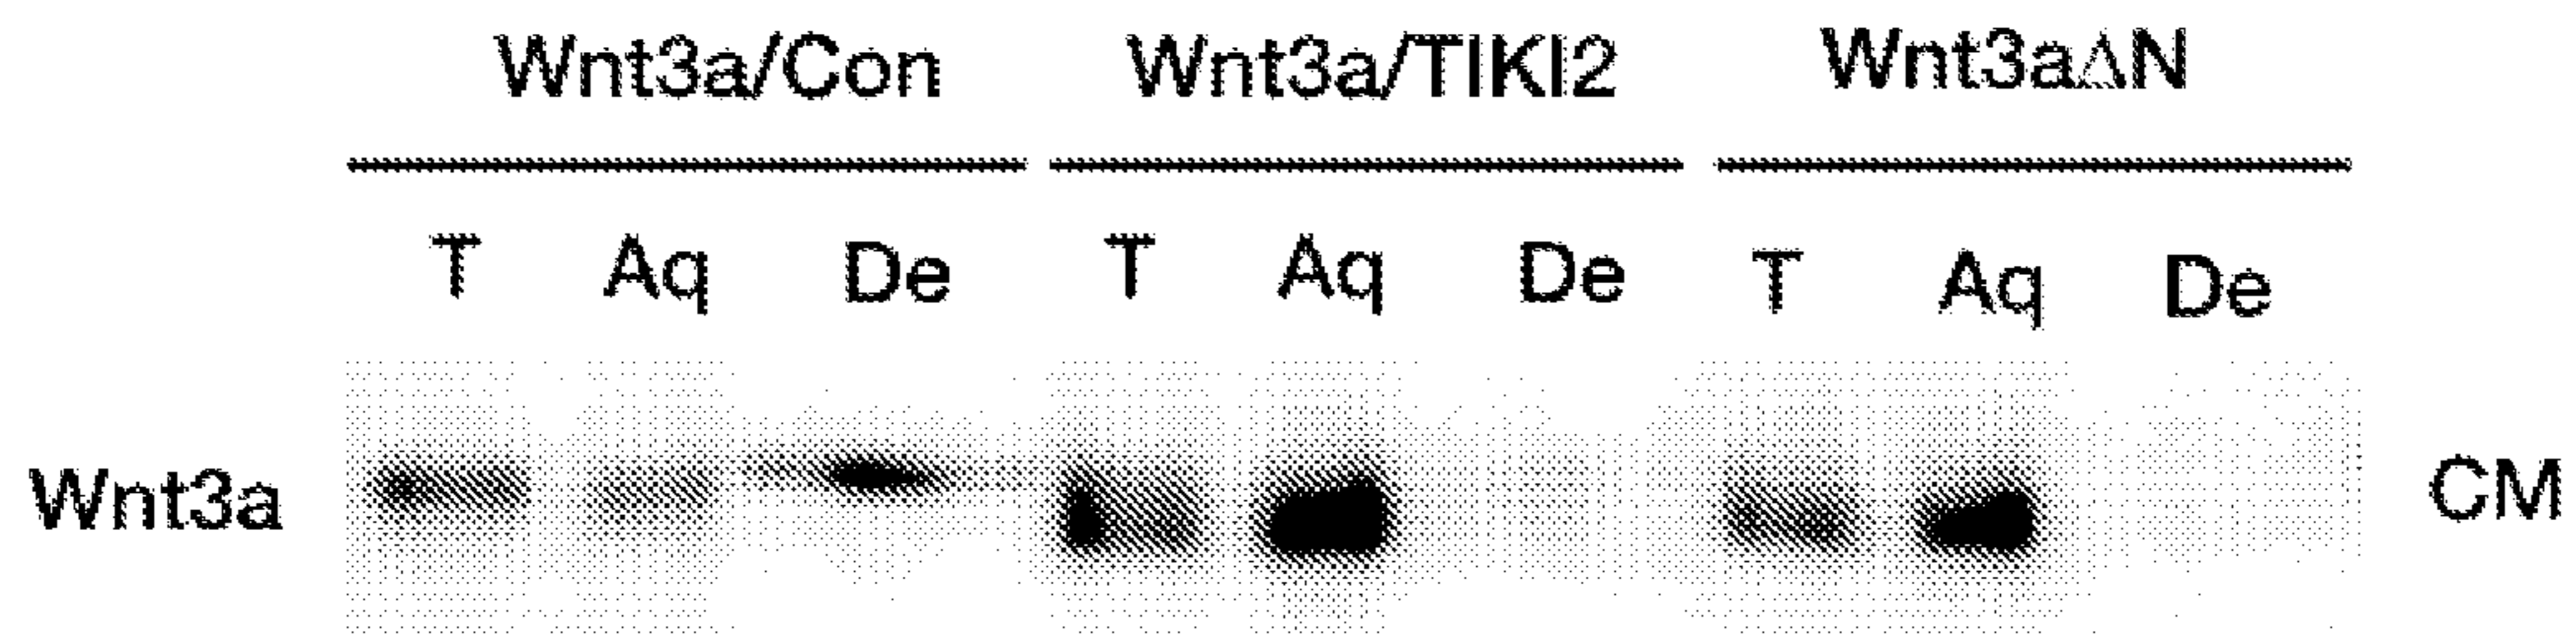 Wnt3a/Con Wnt3a/TIKI2 Wnt3aΔN
T Aq De T Aq De T Aq De
Wnt3a CM